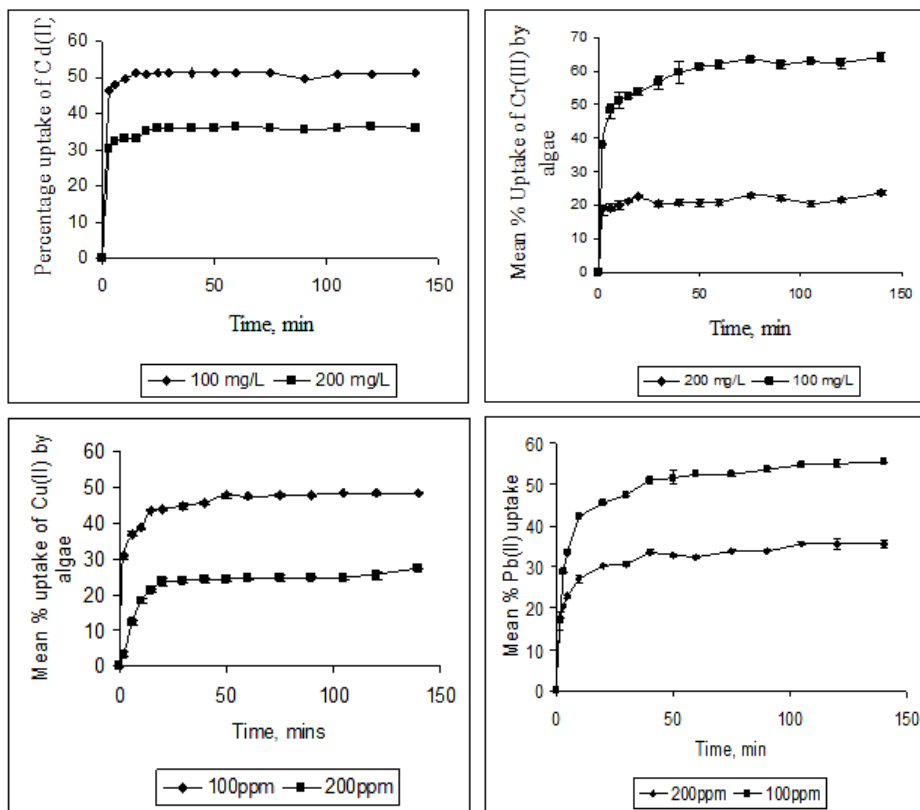 Percentage uptake of Cd(II)
60
50
40
30
20
10
0
0 50 100 150
Time, min
100 mg/L 200 mg/L
Mean % Uptake of Cr(III) by
algae
70
60
50
40
30
20
10
0
0 50 100 150
Time, min
200 mg/L 100 mg/L
Mean % uptake of Cu(II) by
algae
60
50
40
30
20
10
0
0 50 100 150
Time, mins
100ppm 200ppm
Mean % Pb(II) uptake
60
50
40
30
20
10
0
0 50 100 150
Time, min
200ppm 100ppm